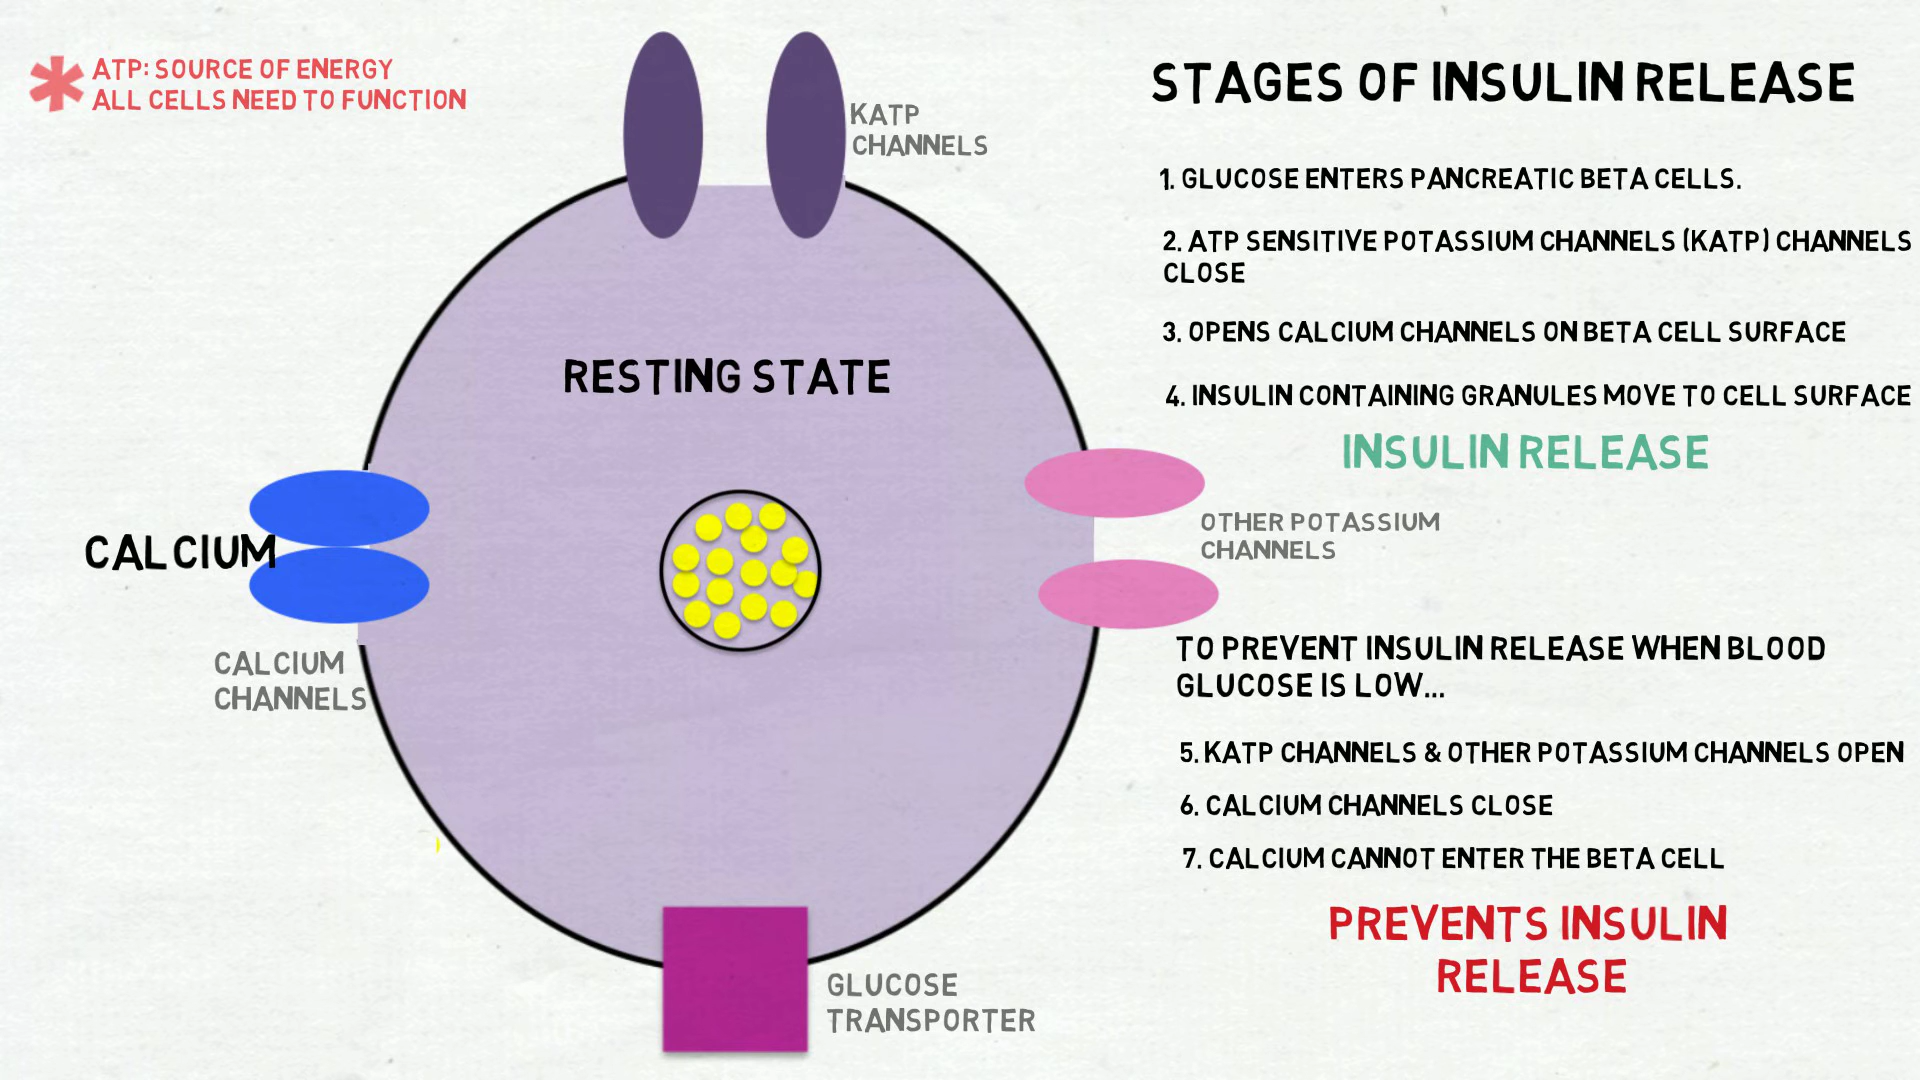 ATP: SOURCE OF ENERGY
ALL CELLS NEED TO FUNCTION
KATP
CHANNELS
RESTING STATE
CALCIUM
CALCIUM
CHANNELS
GLUCOSE
TRANSPORTER
OTHER POTASSIUM
CHANNELS
STAGES OF INSULIN RELEASE
1. GLUCOSE ENTERS PANCREATIC BETA CELLS.
2. ATP SENSITIVE POTASSIUM CHANNELS (KATP) CHANNELS
CLOSE
3. OPENS CALCIUM CHANNELS ON BETA CELL SURFACE
4. INSULIN CONTAINING GRANULES MOVE TO CELL SURFACE
INSULIN RELEASE
TO PREVENT INSULIN RELEASE WHEN BLOOD
GLUCOSE IS LOW...
5. KATP CHANNELS & OTHER POTASSIUM CHANNELS OPEN
6. CALCIUM CHANNELS CLOSE
7. CALCIUM CANNOT ENTER THE BETA CELL
PREVENTS INSULIN
RELEASE